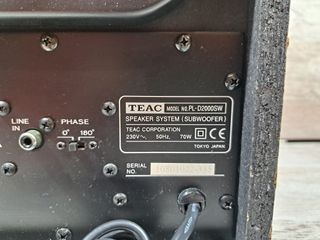 LINE
IN
PHASE
0° 180°
TEAC MODEL NO. PL-D2000SW
SPEAKER SYSTEM (SUBWOOFER)
TEAC CORPORATION
230V~, 50Hz, 70W
TOKYO JAPAN
SERIAL
NO.